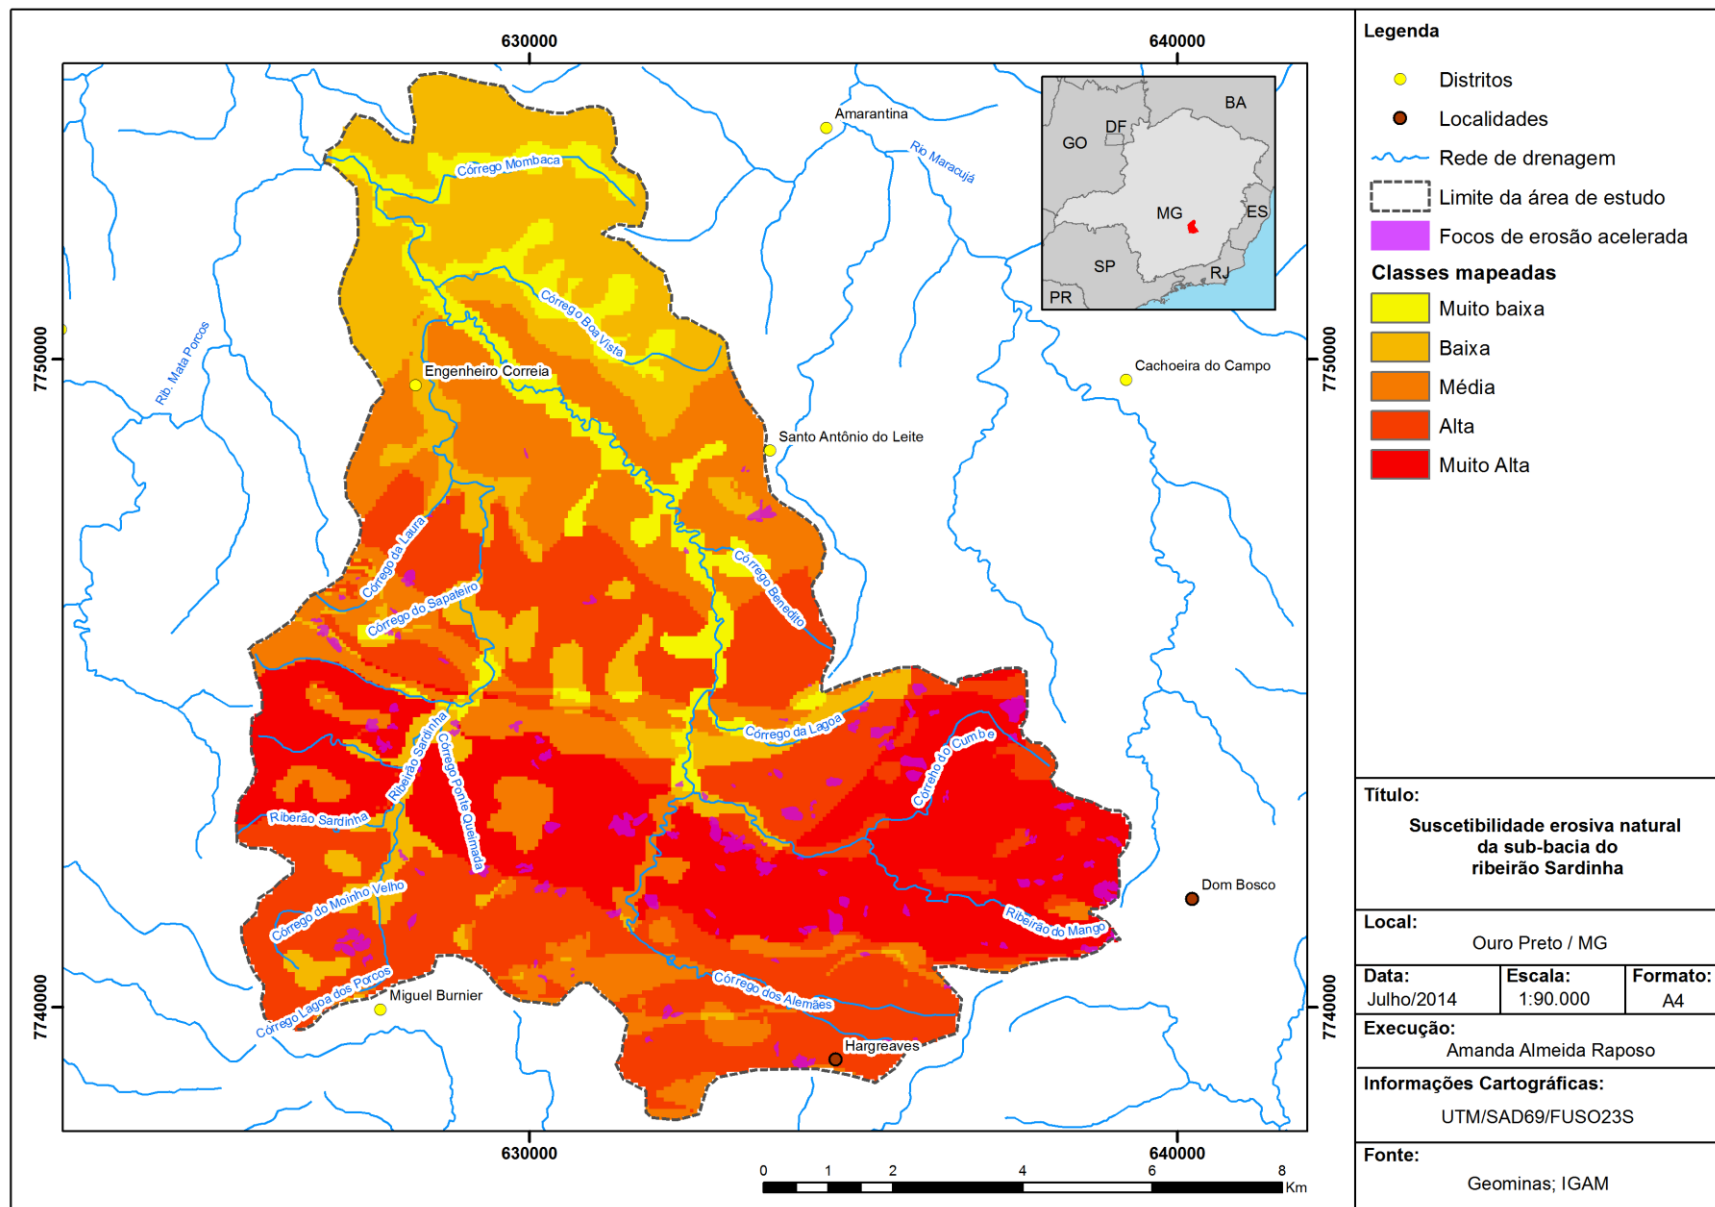 630000
640000
7750000
7740000
7750000
7740000
630000
640000
Amarantina
Rio Maracujá
Córrego Mombaca
Córrego Boa Vista
Rib. Mata Porcos
Engenheiro Correia
Cachoeira do Campo
Santo Antônio do Leite
Córrego da Laura
Córrego do Sapateiro
Córrego Benedito
Córrego da Lagoa
Córreho do Cumbe
Ribeirão Sardinha
Córrego Ponte Queimada
Riberão Sardinha
Córrego do Moinho Velho
Dom Bosco
Ribeirão do Mango
Córrego dos Alemães
Córrego Lagoa dos Porcos
Miguel Burnier
Hargreaves
BA
DF
GO
MG
ES
SP
RJ
PR
0 1 2 4 6 8
Km
Legenda
Distritos
Localidades
Rede de drenagem
Limite da área de estudo
Focos de erosão acelerada
Classes mapeadas
Muito baixa
Baixa
Média
Alta
Muito Alta
Título:
Suscetibilidade erosiva natural
da sub-bacia do
ribeirão Sardinha
Local:
Ouro Preto / MG
Data:
Julho/2014
Escala:
1:90.000
Formato:
A4
Execução:
Amanda Almeida Raposo
Informações Cartográficas:
UTM/SAD69/FUSO23S
Fonte:
Geominas; IGAM